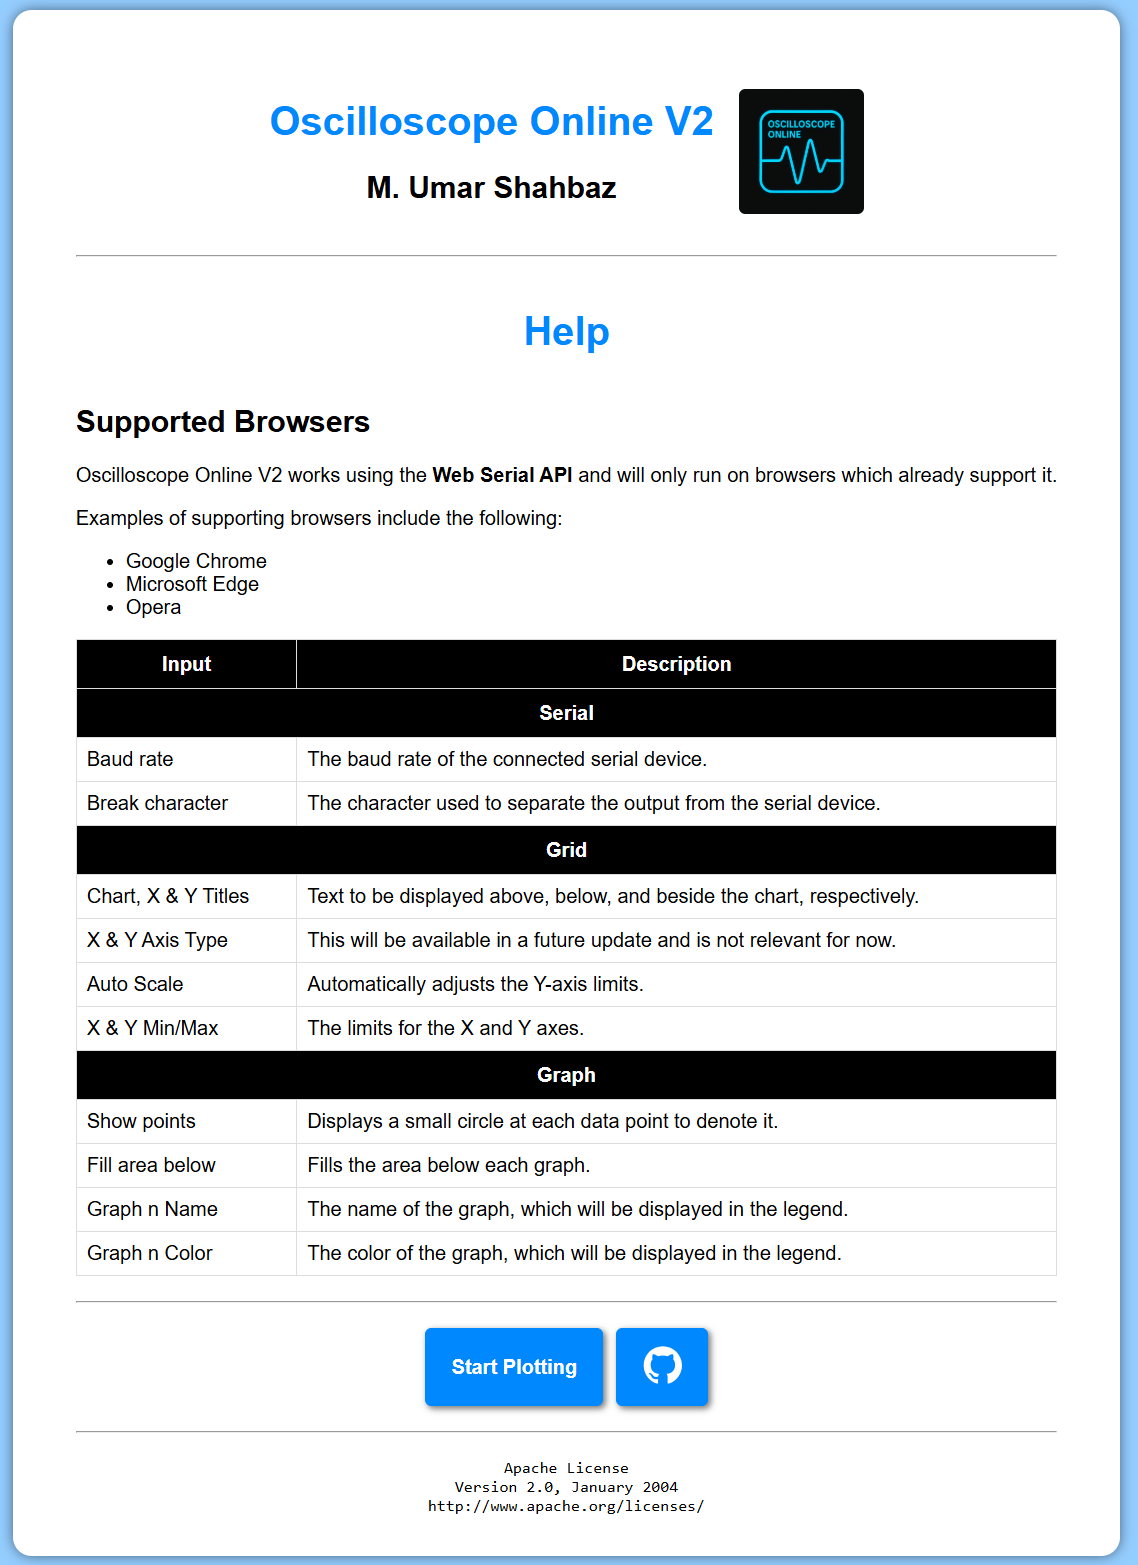 Oscilloscope Online V2
M. Umar Shahbaz
OSCILLOSCOPE
ONLINE
Help
Supported Browsers
Oscilloscope Online V2 works using the Web Serial API and will only run on browsers which already support it.
Examples of supporting browsers include the following:
• Google Chrome
• Microsoft Edge
• Opera
Input Description
Serial
Baud rate The baud rate of the connected serial device.
Break character The character used to separate the output from the serial device.
Grid
Chart, X & Y Titles Text to be displayed above, below, and beside the chart, respectively.
X & Y Axis Type This will be available in a future update and is not relevant for now.
Auto Scale Automatically adjusts the Y-axis limits.
X & Y Min/Max The limits for the X and Y axes.
Graph
Show points Displays a small circle at each data point to denote it.
Fill area below Fills the area below each graph.
Graph n Name The name of the graph, which will be displayed in the legend.
Graph n Color The color of the graph, which will be displayed in the legend.
Start Plotting
Apache License
Version 2.0, January 2004
http://www.apache.org/licenses/